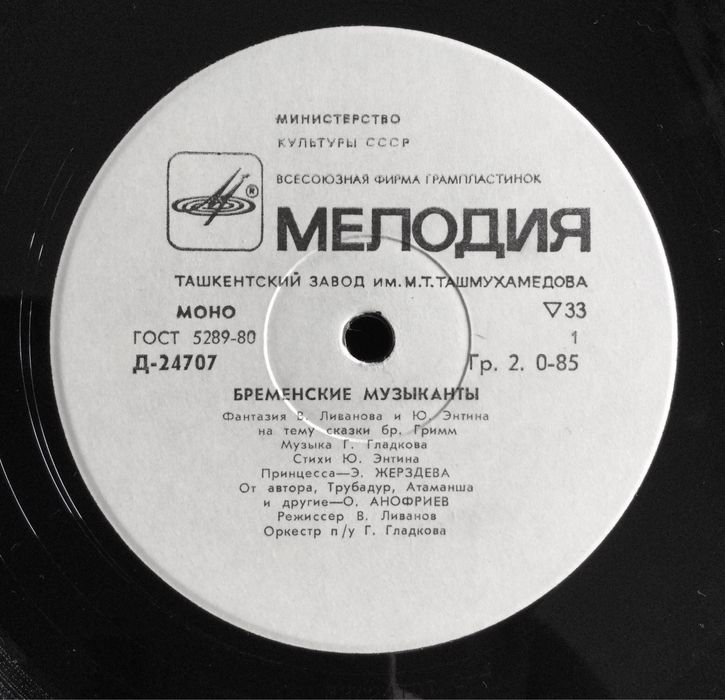 МИНИСТЕРСТВО
КУЛЬТУРЫ СССР
ВСЕСОЮЗНАЯ ФИРМА ГРАМПЛАСТИНОК
®
МЕЛОДИЯ
ТАШКЕНТСКИЙ ЗАВОД ИМ. М.Т. ТАШМУХАМЕДОВА
МОНО ▽33
ГОСТ 5289-80 1
Д-24707 Гр. 2. 0-85
БРЕМЕНСКИЕ МУЗЫКАНТЫ
Фантазия В. Ливанова и Ю. Энтина
на тему сказки бр. Гримм
Музыка Г. Гладкова
Стихи Ю. Энтина
Принцесса—Э. ЖЕРЗДЕВА
От автора, Трубадур, Атаманша
и другие—О. АНОФРИЕВ
Режиссер В. Ливанов
Оркестр п/у Г. Гладкова